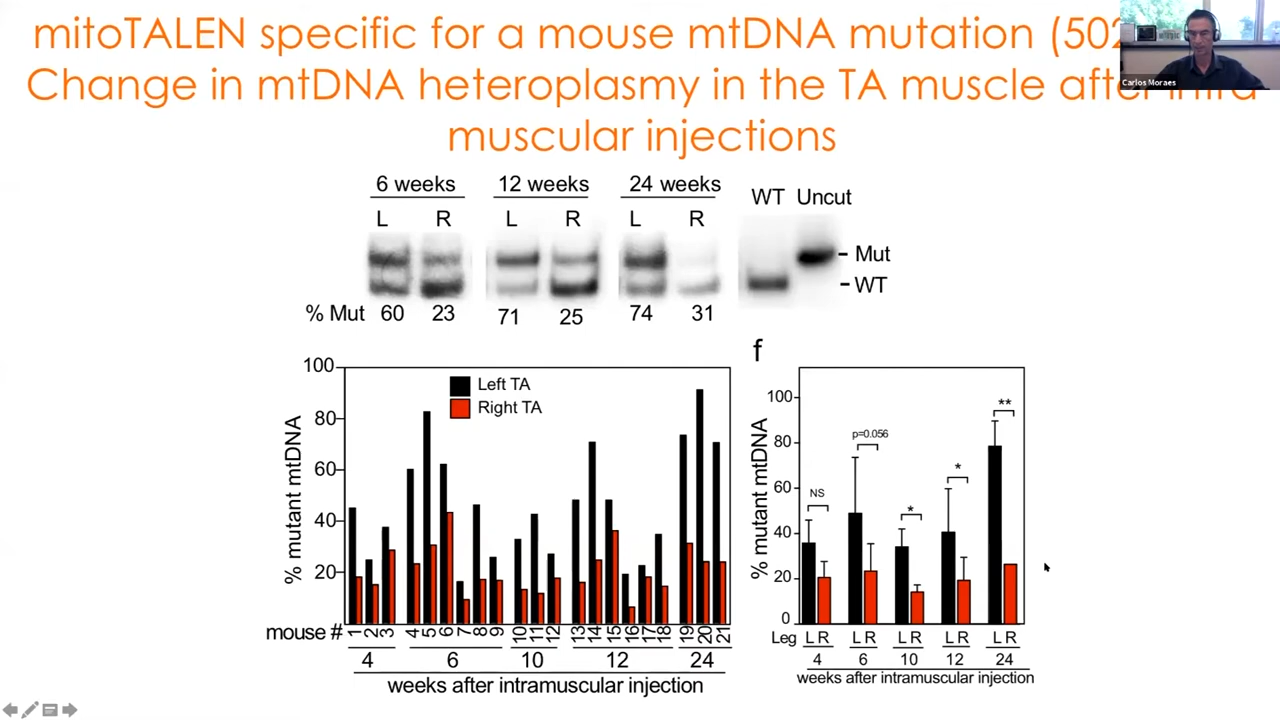 mitoTALEN specific for a mouse mtDNA mutation (502
Carlos Moraes
Change in mtDNA heteroplasmy in the TA muscle after intra
muscular injections
6 weeks 12 weeks 24 weeks
WT Uncut
L R L R L R
Mut
WT
% Mut 60 23 71 25 74 31
f
% mutant mtDNA
100
80
60
40
20
Left TA
Right TA
mouse # 1 2 3 4 5 6 7 8 9 10 11 12 13 14 15 16 17 18 19 20 21
4 6 10 12 24
weeks after intramuscular injection
% mutant mtDNA
100
80
60
40
20
0
NS
p=0.056
*
*
**
Leg L R L R L R L R L R
4 6 10 12 24
weeks after intramuscular injection